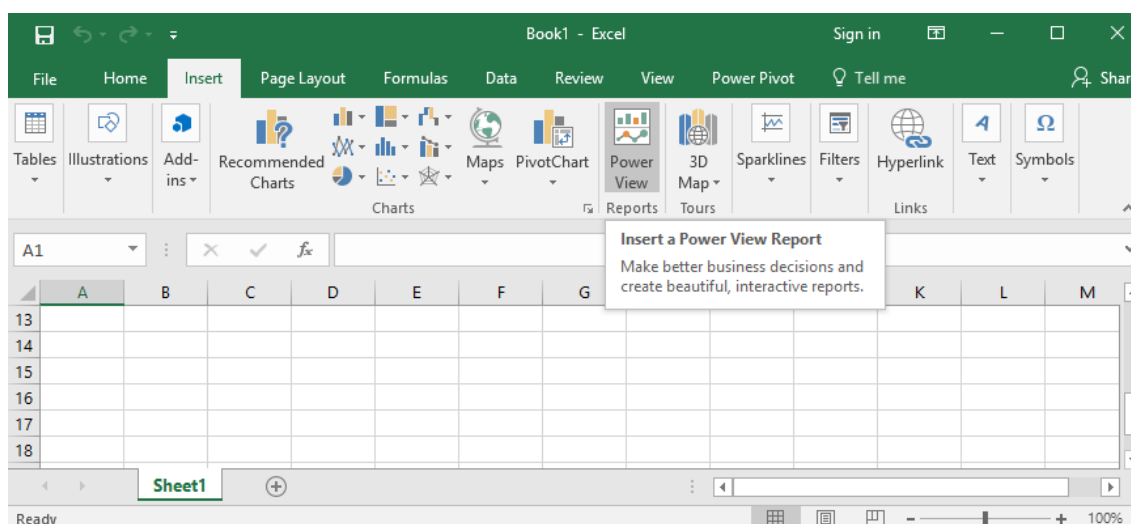 Book1 - Excel Sign in
File Home Insert Page Layout Formulas Data Review View Power Pivot Tell me Shar
Tables Illustrations Add-ins Recommended Charts Maps PivotChart Power View 3D Map Sparklines Filters Hyperlink Text Symbols
Charts Reports Tours Links
A1 fx
Insert a Power View Report
Make better business decisions and
create beautiful, interactive reports.
A B C D E F G K L M
13
14
15
16
17
18
Sheet1
Ready 100%